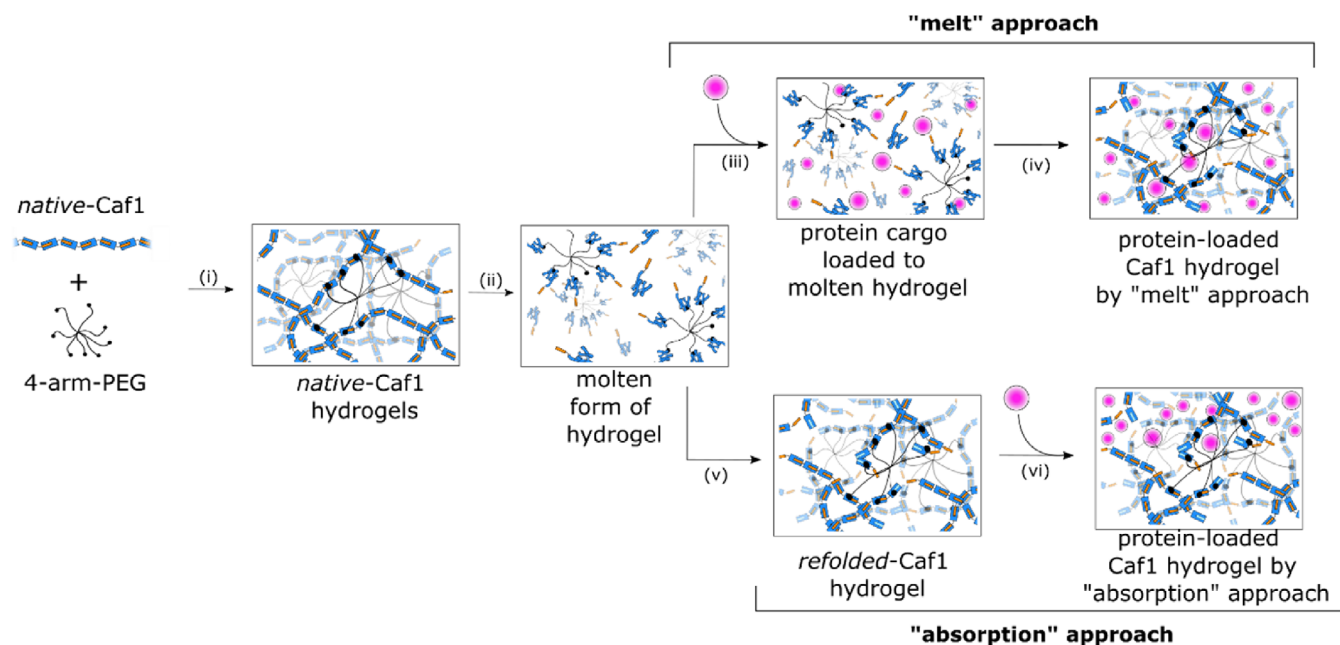 "melt" approach
native-Caf1
+
4-arm-PEG
(i)
native-Caf1
hydrogels
(ii)
molten
form of
hydrogel
(iii)
protein cargo
loaded to
molten hydrogel
(iv)
protein-loaded
Caf1 hydrogel
by "melt" approach
(v)
refolded-Caf1
hydrogel
(vi)
protein-loaded
Caf1 hydrogel by
"absorption" approach
"absorption" approach